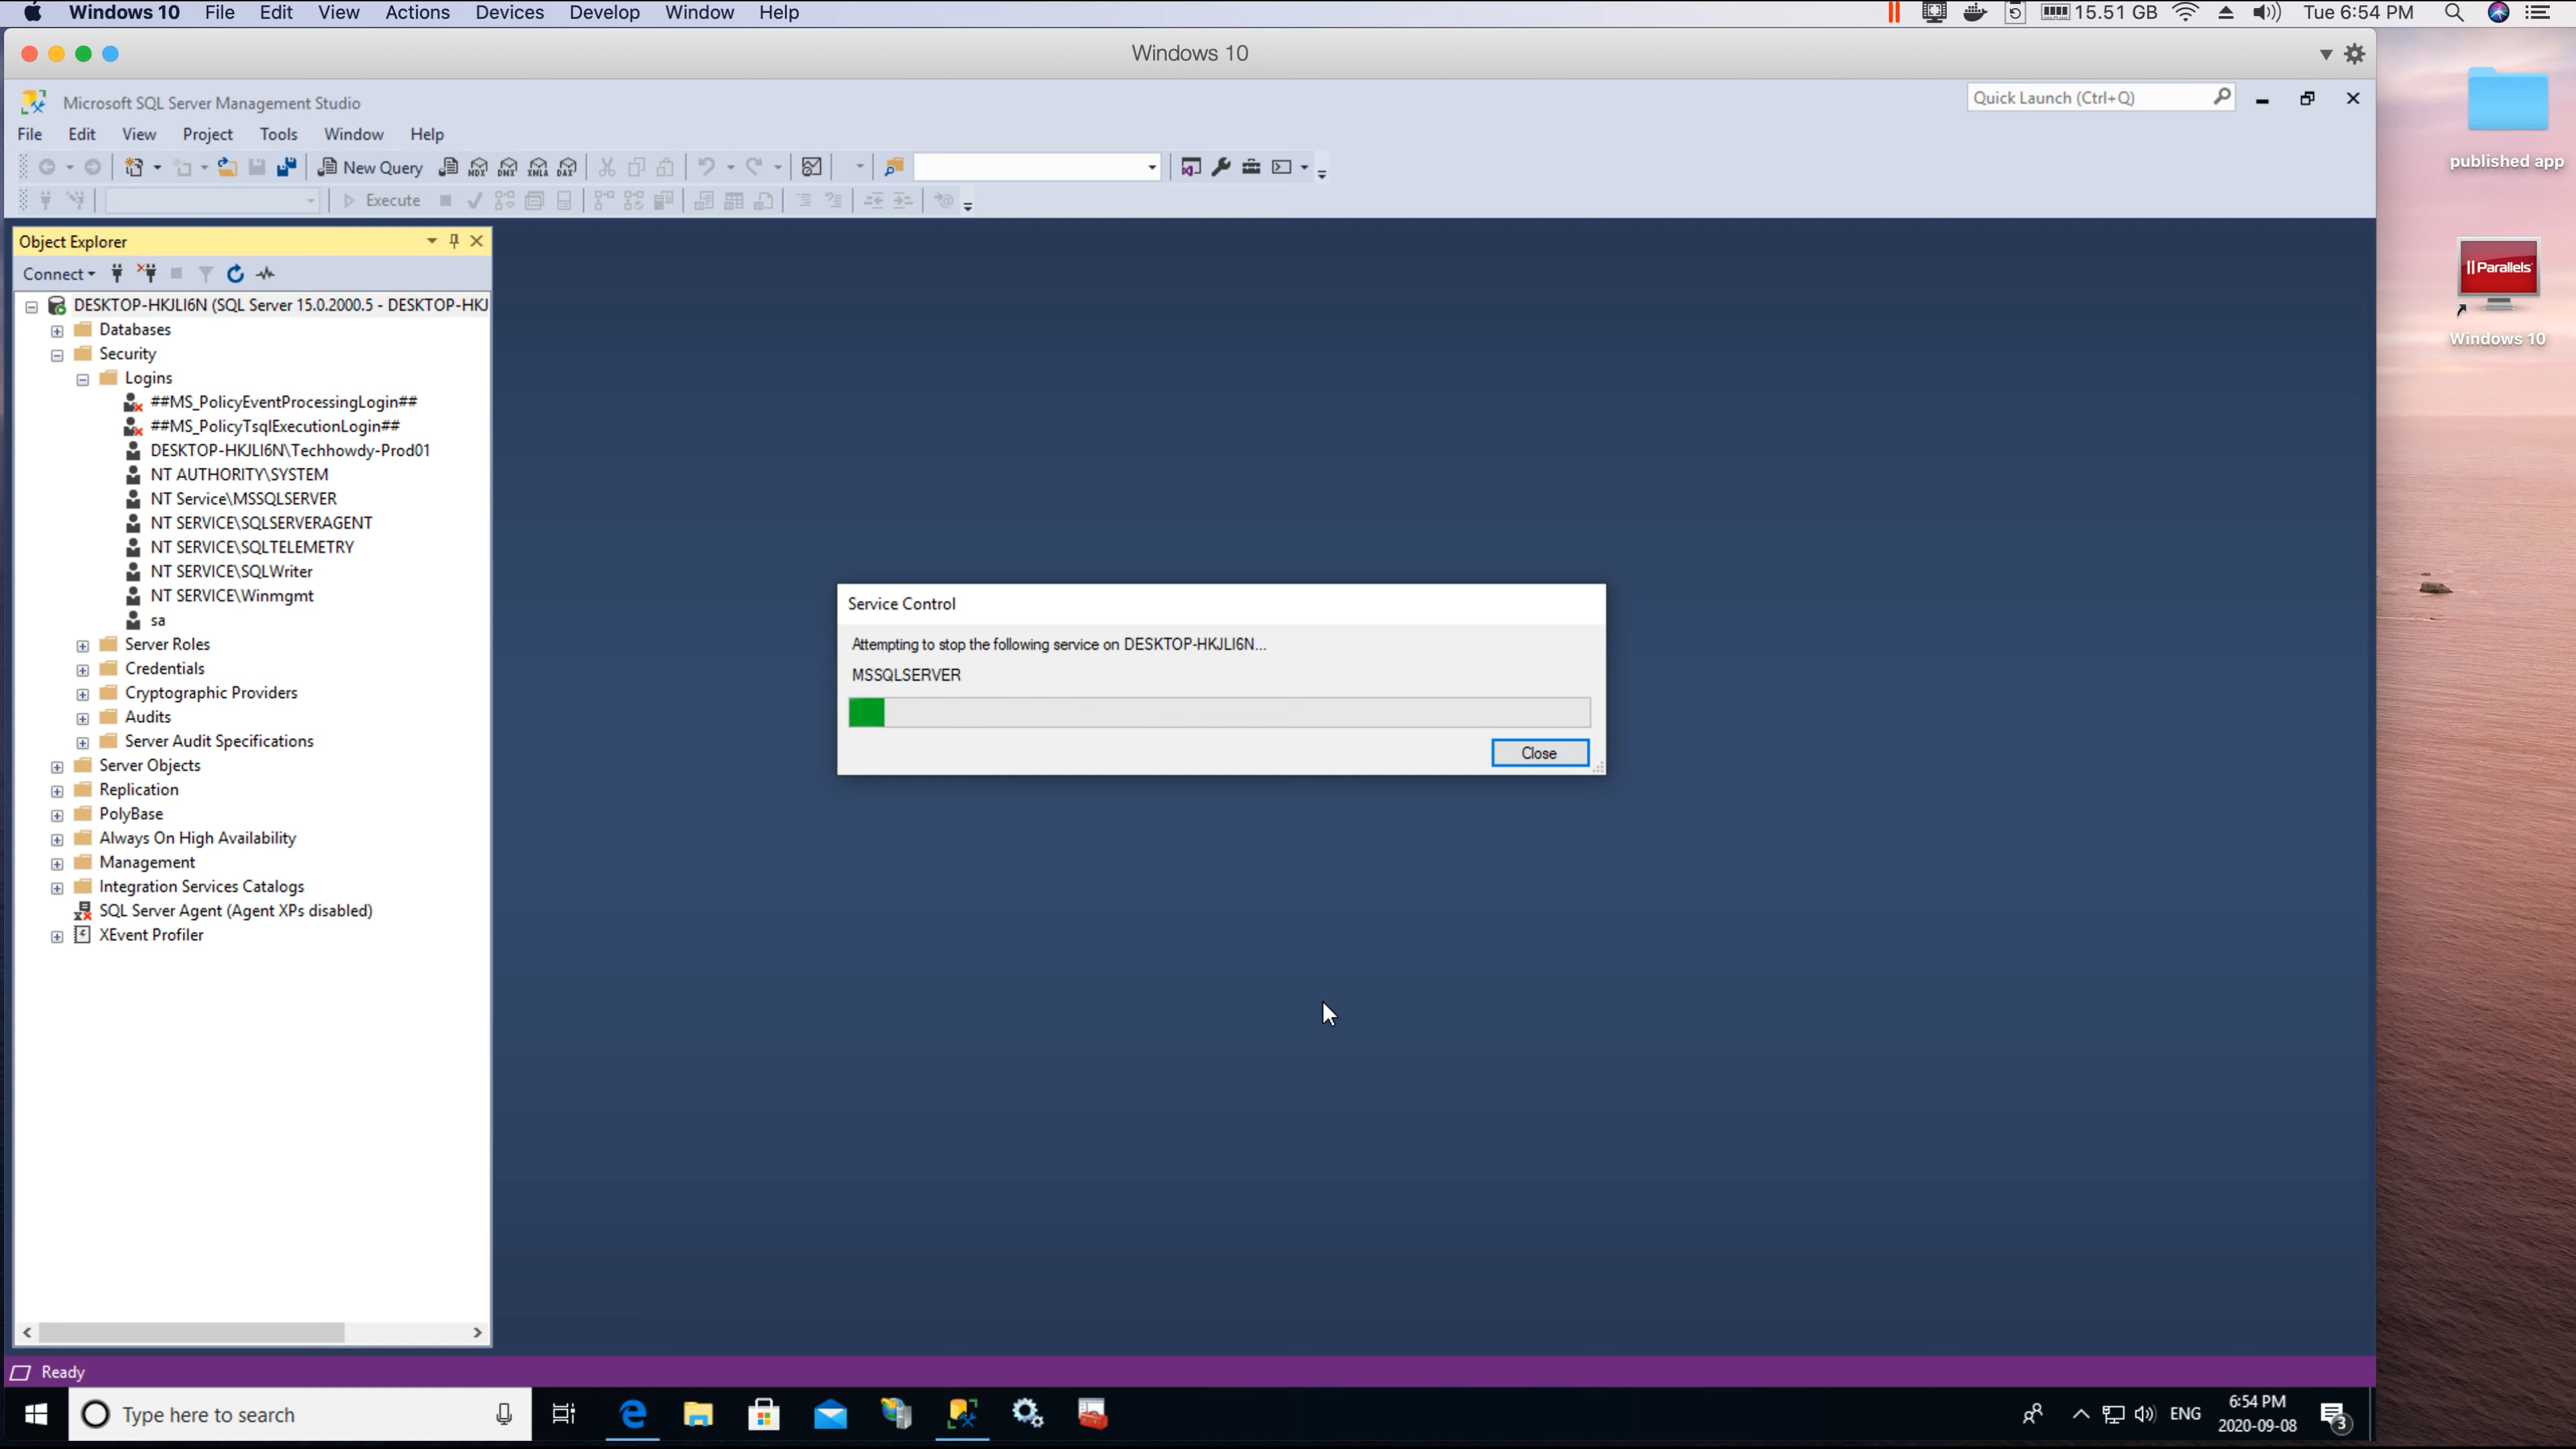 Windows 10 File Edit View Actions Devices Develop Window Help 15.51 GB Tue 6:54 PM
Windows 10
Microsoft SQL Server Management Studio Quick Launch (Ctrl+Q)
File Edit View Project Tools Window Help
New Query MDX DMX XMLA DAX
Execute
Object Explorer
Connect
DESKTOP-HKJLI6N (SQL Server 15.0.2000.5 - DESKTOP-HKJ
Databases
Security
Logins
##MS_PolicyEventProcessingLogin##
##MS_PolicyTsqlExecutionLogin##
DESKTOP-HKJLI6N\Techhowdy-Prod01
NT AUTHORITY\SYSTEM
NT Service\MSSQLSERVER
NT SERVICE\SQLSERVERAGENT
NT SERVICE\SQLTELEMETRY
NT SERVICE\SQLWriter
NT SERVICE\Winmgmt
sa
Server Roles
Credentials
Cryptographic Providers
Audits
Server Audit Specifications
Server Objects
Replication
PolyBase
Always On High Availability
Management
Integration Services Catalogs
SQL Server Agent (Agent XPs disabled)
XEvent Profiler
Service Control
Attempting to stop the following service on DESKTOP-HKJLI6N...
MSSQLSERVER
Close
published app
Parallels
Windows 10
Ready
Type here to search
ENG
6:54 PM
2020-09-08
3